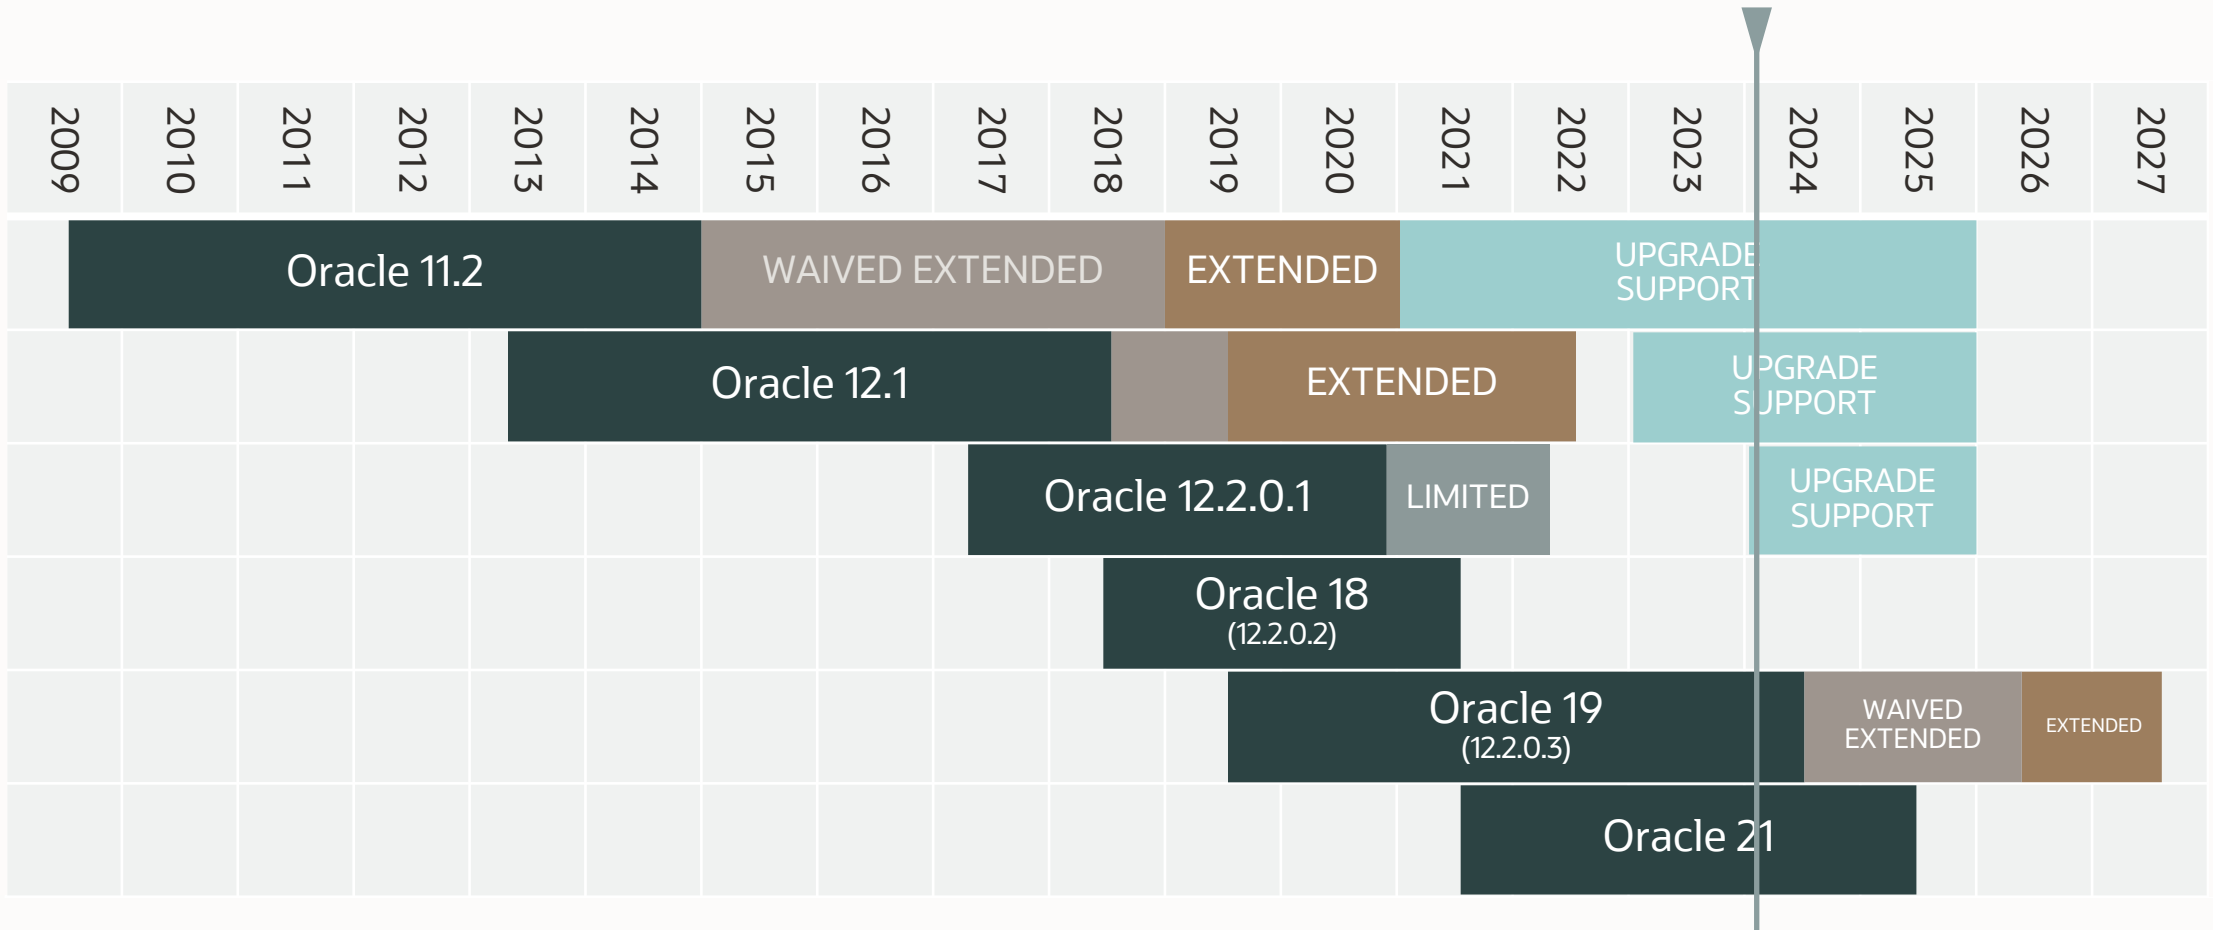 2009
2010
2011
2012
2013
2014
2015
2016
2017
2018
2019
2020
2021
2022
2023
2024
2025
2026
2027
Oracle 11.2
WAIVED EXTENDED
EXTENDED
UPGRADE
SUPPORT
Oracle 12.1
EXTENDED
UPGRADE
SUPPORT
Oracle 12.2.0.1
LIMITED
UPGRADE
SUPPORT
Oracle 18
(12.2.0.2)
Oracle 19
(12.2.0.3)
WAIVED
EXTENDED
EXTENDED
Oracle 21